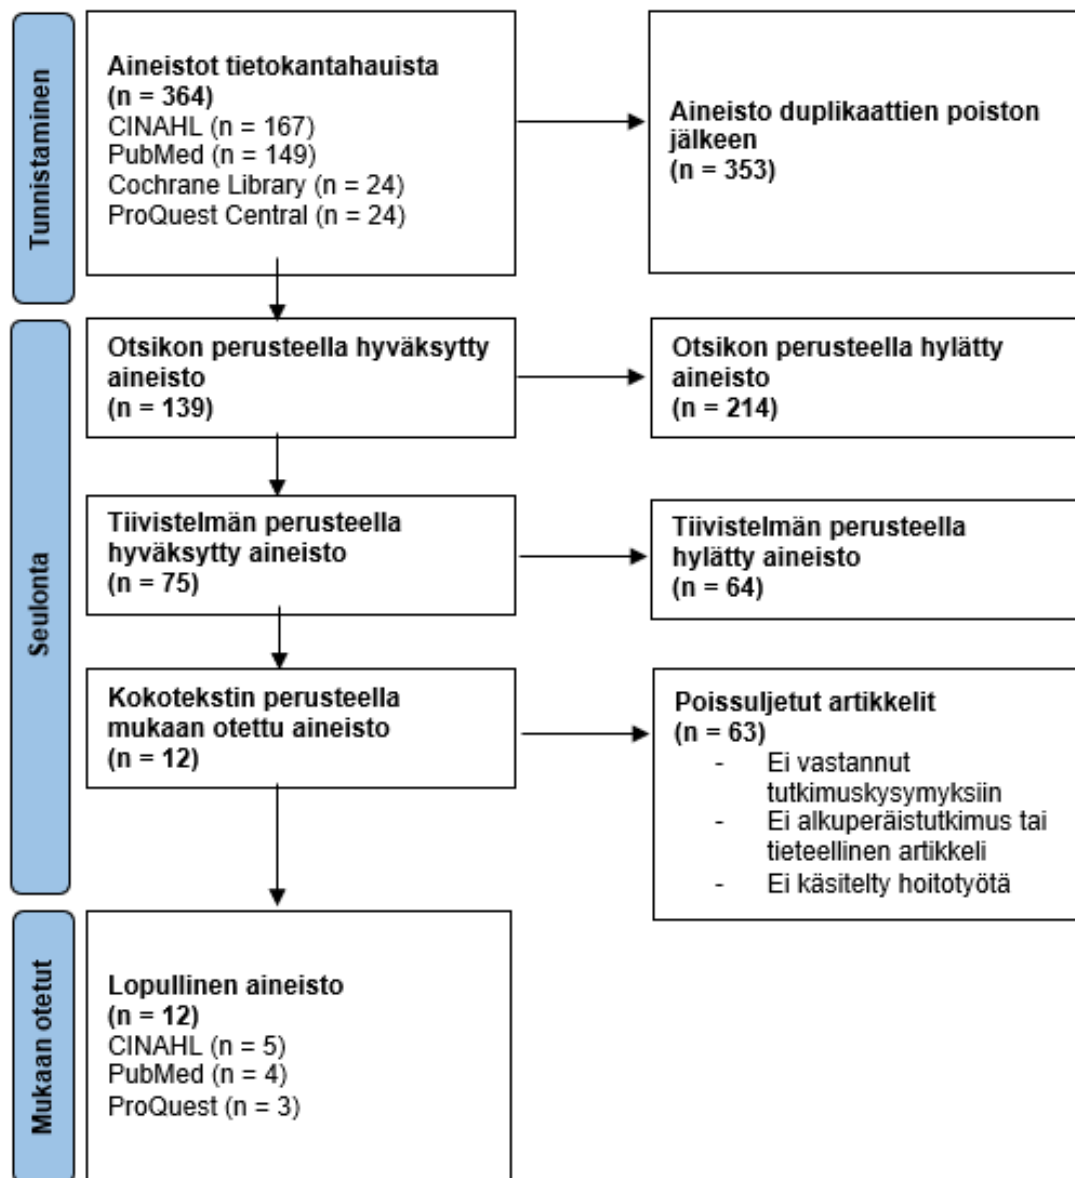 Tunnistaminen
Aineistot tietokantahauista
(n = 364)
CINAHL (n = 167)
PubMed (n = 149)
Cochrane Library (n = 24)
ProQuest Central (n = 24)
Aineisto duplikaattien poiston
jälkeen
(n = 353)
Seulonta
Otsikon perusteella hyväksytty
aineisto
(n = 139)
Otsikon perusteella hylätty
aineisto
(n = 214)
Tiivistelmän perusteella
hyväksytty aineisto
(n = 75)
Tiivistelmän perusteella
hylätty aineisto
(n = 64)
Kokotekstin perusteella
mukaan otettu aineisto
(n = 12)
Poissuljetut artikkelit
(n = 63)
- Ei vastannut
tutkimuskysymyksiin
- Ei alkuperäistutkimus tai
tieteellinen artikkeli
- Ei käsitelty hoitotyötä
Mukaan otetut
Lopullinen aineisto
(n = 12)
CINAHL (n = 5)
PubMed (n = 4)
ProQuest (n = 3)